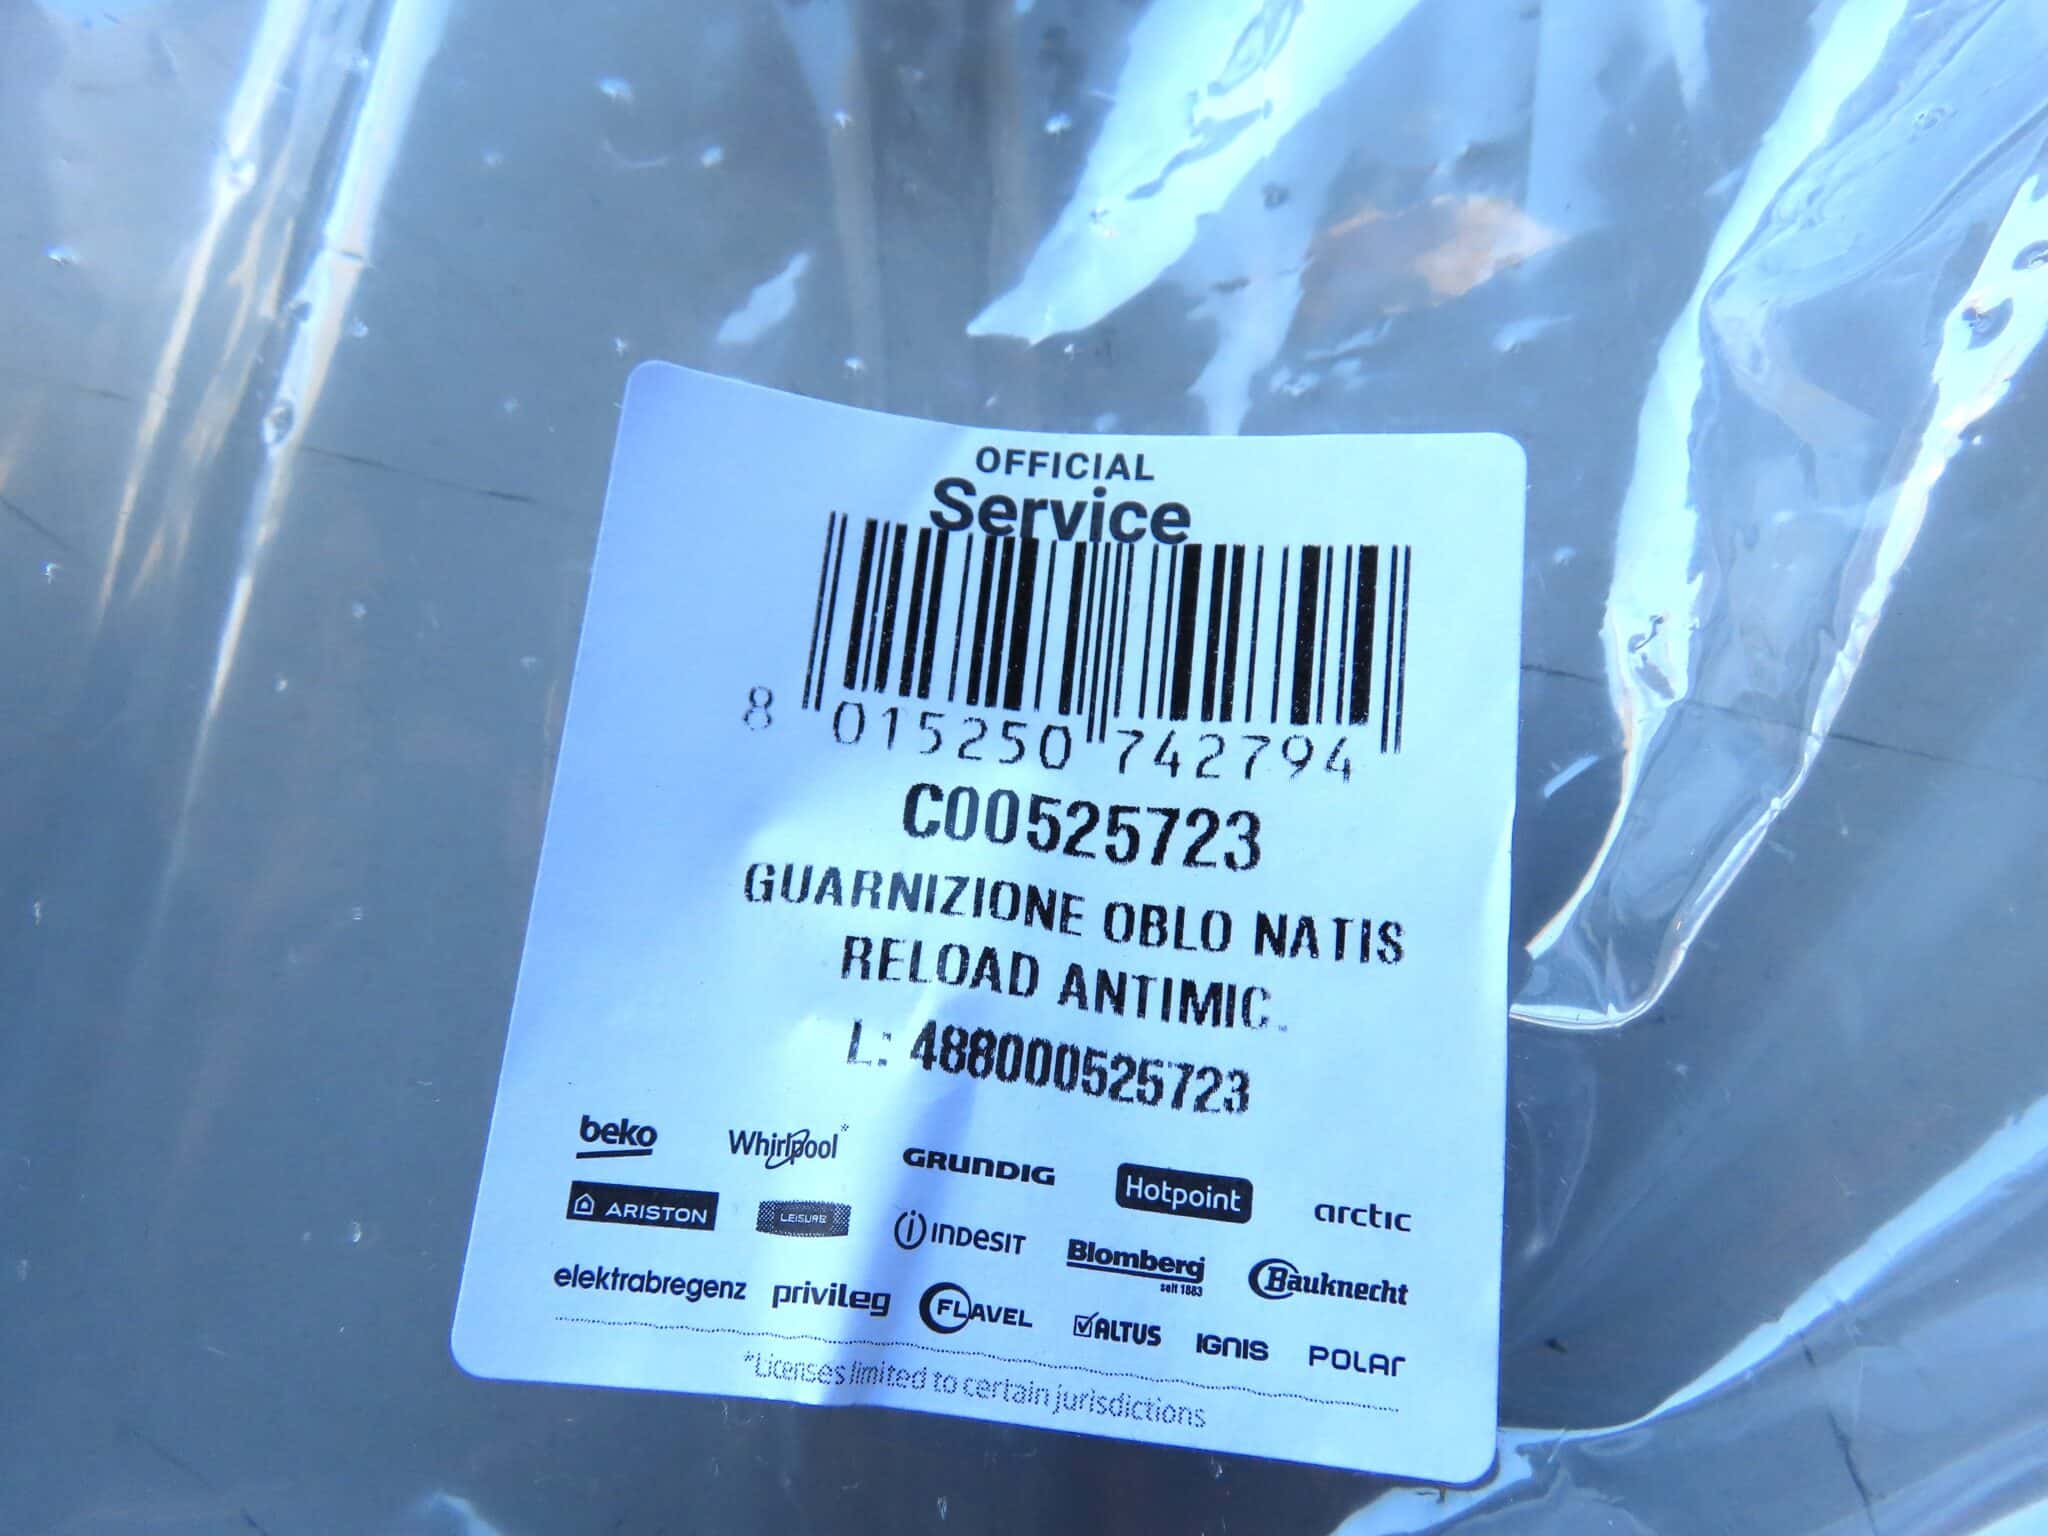 OFFICIAL
Service
8 015250 742794
C00525723
GUARNIZIONE OBLO NATIS
RELOAD ANTIMIC.
L: 488000525723
beko Whirlpool* GRUNDIG Hotpoint arctic
ARISTON LEISURE INDESIT Blomberg seit 1883 Bauknecht
elektrabregenz privileg FLAVEL ALTUS IGNIS POLAR
*Licenses limited to certain jurisdictions